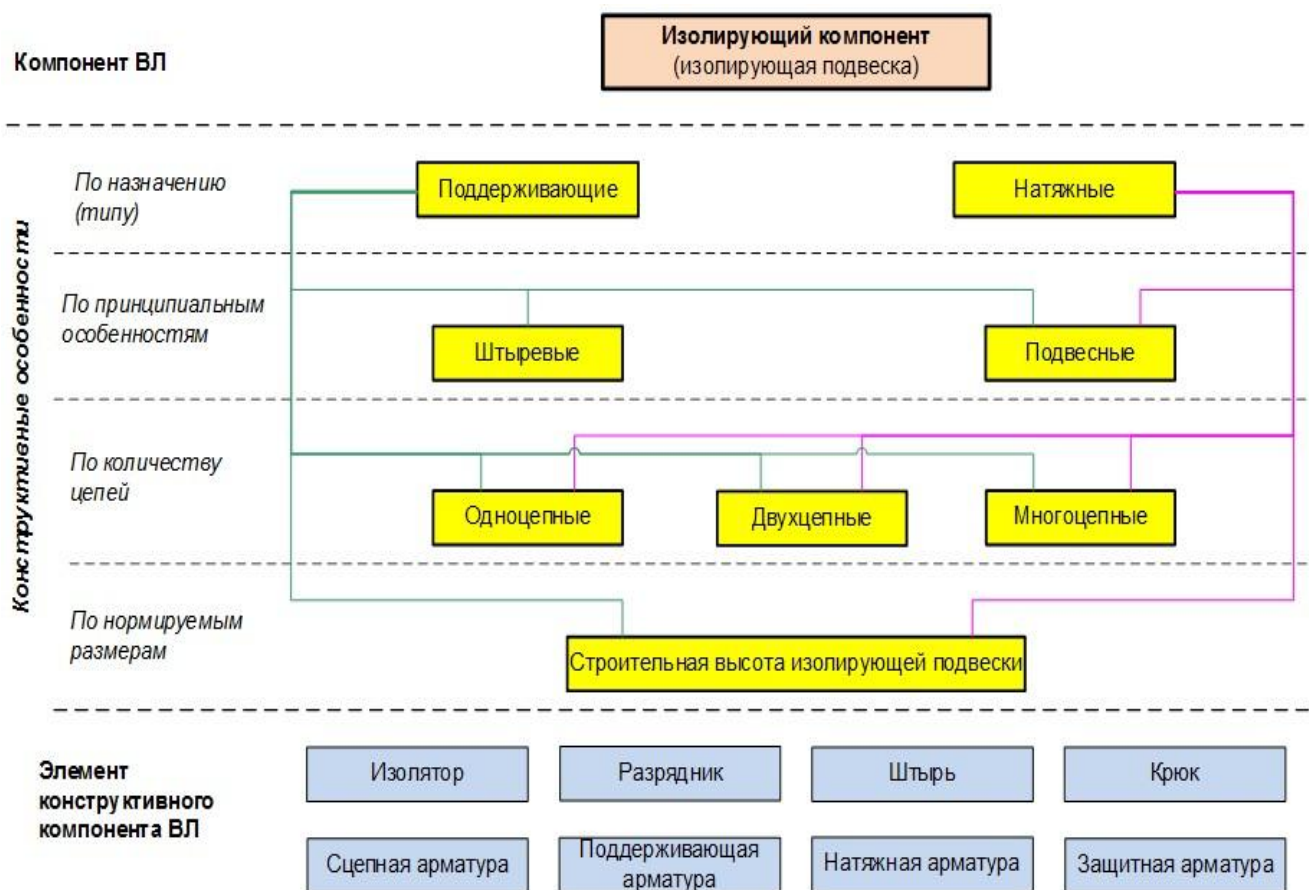 Компонент ВЛ
Изолирующий компонент
(изолирующая подвеска)
Конструктивные особенности
По назначению
(типу)
Поддерживающие
Натяжные
По принципиальным
особенностям
Штыревые
Подвесные
По количеству
цепей
Одноцепные
Двухцепные
Многоцепные
По нормируемым
размерам
Строительная высота изолирующей подвески
Элемент
конструктивного
компонента ВЛ
Изолятор
Разрядник
Штырь
Крюк
Сцепная арматура
Поддерживающая
арматура
Натяжная арматура
Защитная арматура